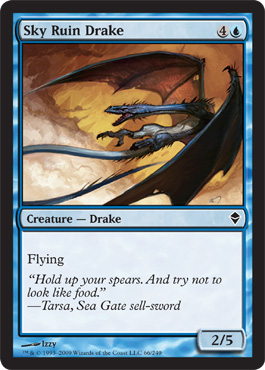 Sky Ruin Drake 4
Creature — Drake
Flying
“Hold up your spears. And try not to
look like food.”
—Tarsa, Sea Gate sell-sword
Izzy
™ & © 1993–2009 Wizards of the Coast LLC 66/249
2/5